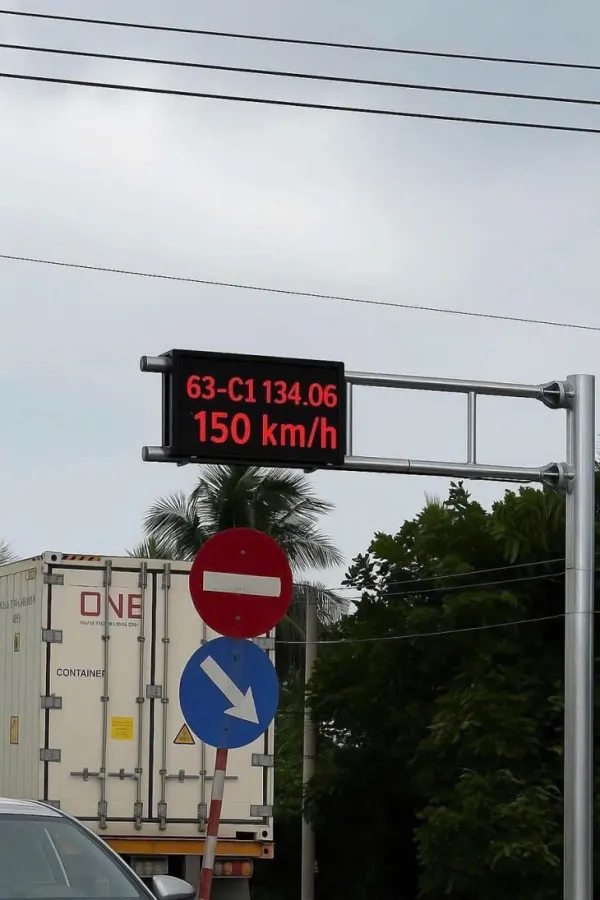 63-C1 134.06
150 km/h
ONE
CONTAINER